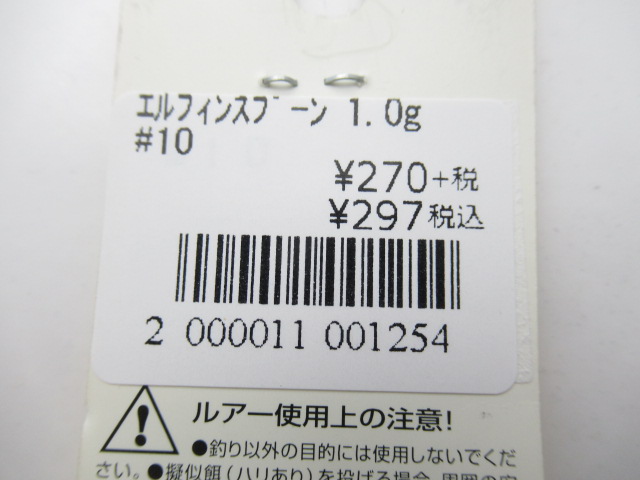 エルフィンスプーン 1.0g
#10
¥270+税
¥297税込
2 000011 001254
ルアー使用上の注意!
●釣り以外の目的には使用しないでくだ
さい。●擬似餌(ハリあり)を投げる場合、周囲の安